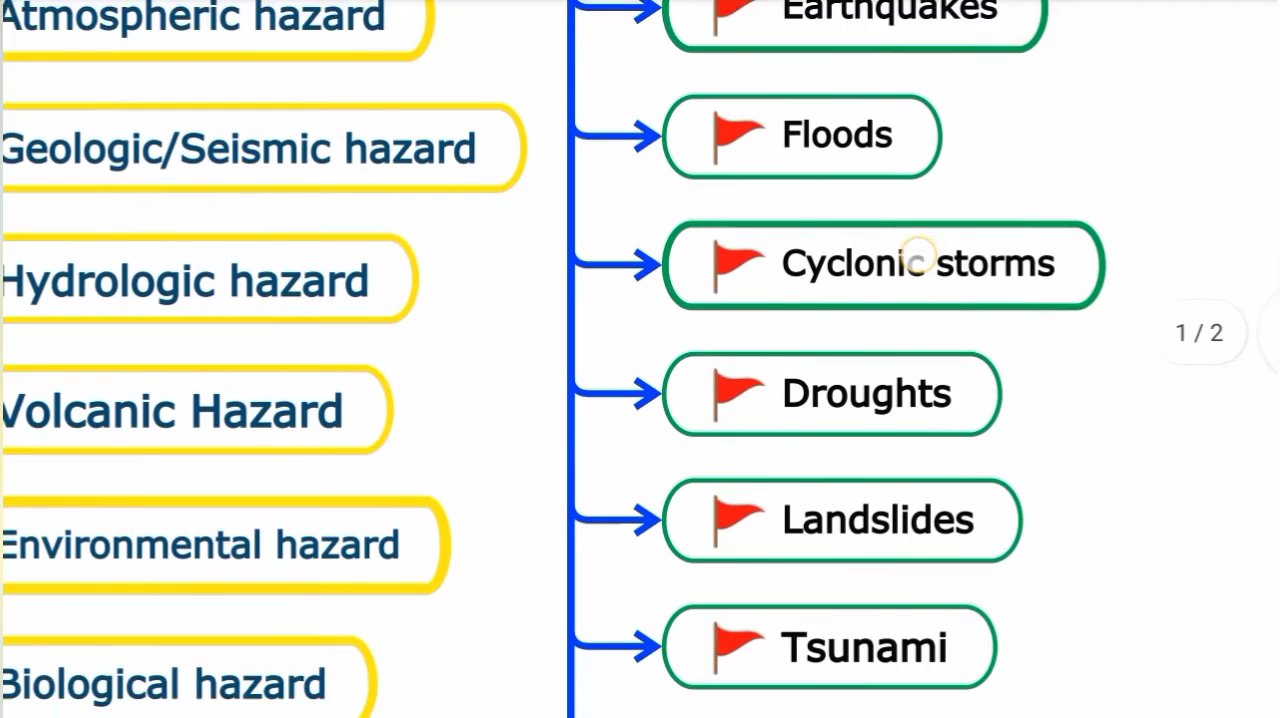 Atmospheric hazard
Geologic/Seismic hazard
Hydrologic hazard
Volcanic Hazard
Environmental hazard
Biological hazard
Earthquakes
Floods
Cyclonic storms
Droughts
Landslides
Tsunami
1 / 2